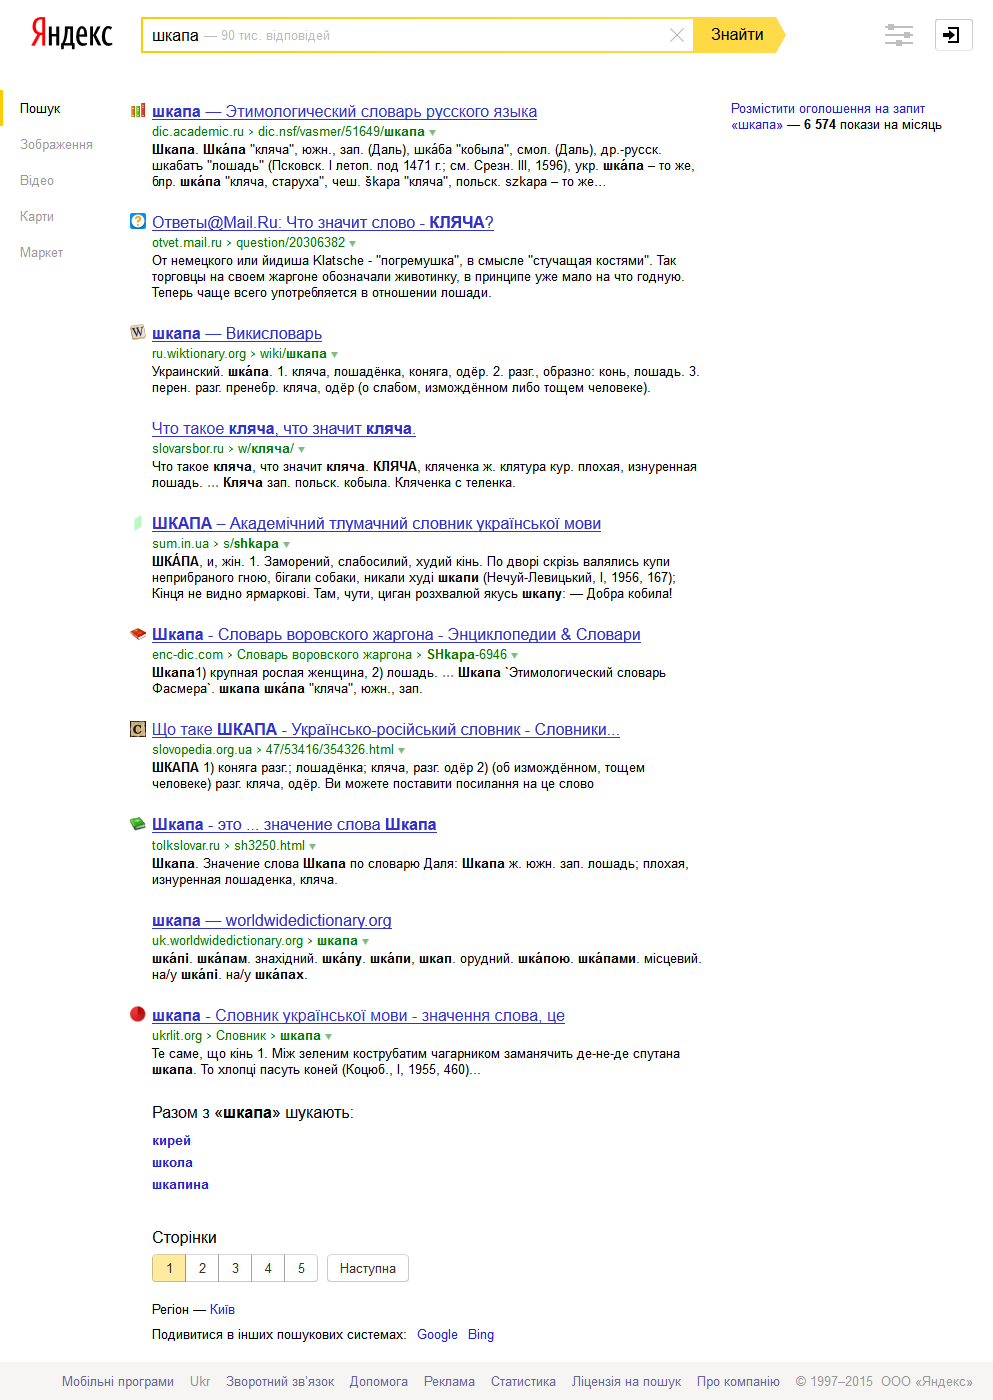 Яндекс
шкапа — 90 тис. відповідей
Знайти
Пошук
Зображення
Відео
Карти
Маркет
шкапа — Этимологический словарь русского языка
dic.academic.ru › dic.nsf/vasmer/51649/шкапа
Шкапа. Шка́па "кляча", южн., зап. (Даль), шка́ба "кобыла", смол. (Даль), др.-русск.
шкабатъ "лошадь" (Псковск. I летоп. под 1471 г.; см. Срезн. III, 1596), укр. шка́па – то же,
блр. шка́па "кляча, старуха", чеш. škара "кляча", польск. szkapa – то же...
Ответы@Mail.Ru: Что значит слово - КЛЯЧА?
otvet.mail.ru › question/20306382
От немецкого или йидиша Klatsche - "погремушка", в смысле "стучащая костями". Так
торговцы на своем жаргоне обозначали животинку, в принципе уже мало на что годную.
Теперь чаще всего употребляется в отношении лошади.
шкапа — Викисловарь
ru.wiktionary.org › wiki/шкапа
Украинский. шка́па. 1. кляча, лошадёнка, коняга, одёр. 2. разг., образно: конь, лошадь. 3.
перен. разг. пренебр. кляча, одёр (о слабом, измождённом либо тощем человеке).
Что такое кляча, что значит кляча.
slovarsbor.ru › w/кляча/
Что такое кляча, что значит кляча. КЛЯЧА, кляченка ж. клятура кур. плохая, изнуренная
лошадь. ... Кляча зап. польск. кобыла. Кляченка с теленка.
ШКАПА – Академічний тлумачний словник української мови
sum.in.ua › s/shkapa
ШКА́ПА, и, жін. 1. Заморений, слабосилий, худий кінь. По дворі скрізь валялись купи
неприбраного гною, бігали собаки, никали худі шкапи (Нечуй-Левицький, I, 1956, 167);
Кінця не видно ярмаркові. Там, чути, циган розхвалюй якусь шкапу: — Добра кобила!
Шкапа - Словарь воровского жаргона - Энциклопедии & Словари
enc-dic.com › Словарь воровского жаргона › SHkapa-6946
Шкапа1) крупная рослая женщина, 2) лошадь. ... Шкапа `Этимологический словарь
Фасмера`. шкапа шка́па "кляча", южн., зап.
Що таке ШКАПА - Українсько-російський словник - Словники...
slovopedia.org.ua › 47/53416/354326.html
ШКАПА 1) коняга разг.; лошадёнка; кляча, разг. одёр 2) (об измождённом, тощем
человеке) разг. кляча, одёр. Ви можете поставити посилання на це слово
Шкапа - это ... значение слова Шкапа
tolkslovar.ru › sh3250.html
Шкапа. Значение слова Шкапа по словарю Даля: Шкапа ж. южн. зап. лошадь; плохая,
изнуренная лошаденка, кляча.
шкапа — worldwidedictionary.org
uk.worldwidedictionary.org › шкапа
шка́пі. шка́пам. знахідний. шка́пу. шка́пи, шкап. орудний. шка́пою. шка́пами. місцевий.
на/у шка́пі. на/у шка́пах.
шкапа - Словник української мови - значення слова, це
ukrlit.org › Словник › шкапа
Те саме, що кінь 1. Між зеленим кострубатим чагарником заманячить де-не-де спутана
шкапа. То хлопці пасуть коней (Коцюб., I, 1955, 460)...
Разом з «шкапа» шукають:
кирей
школа
шкапина
Сторінки
1 2 3 4 5 Наступна
Регіон — Київ
Подивитися в інших пошукових системах: Google Bing
Розмістити оголошення на запит
«шкапа» — 6 574 покази на місяць
Мобільні програми Ukr Зворотний зв'язок Допомога Реклама Статистика Ліцензія на пошук Про компанію © 1997–2015 ООО «Яндекс»